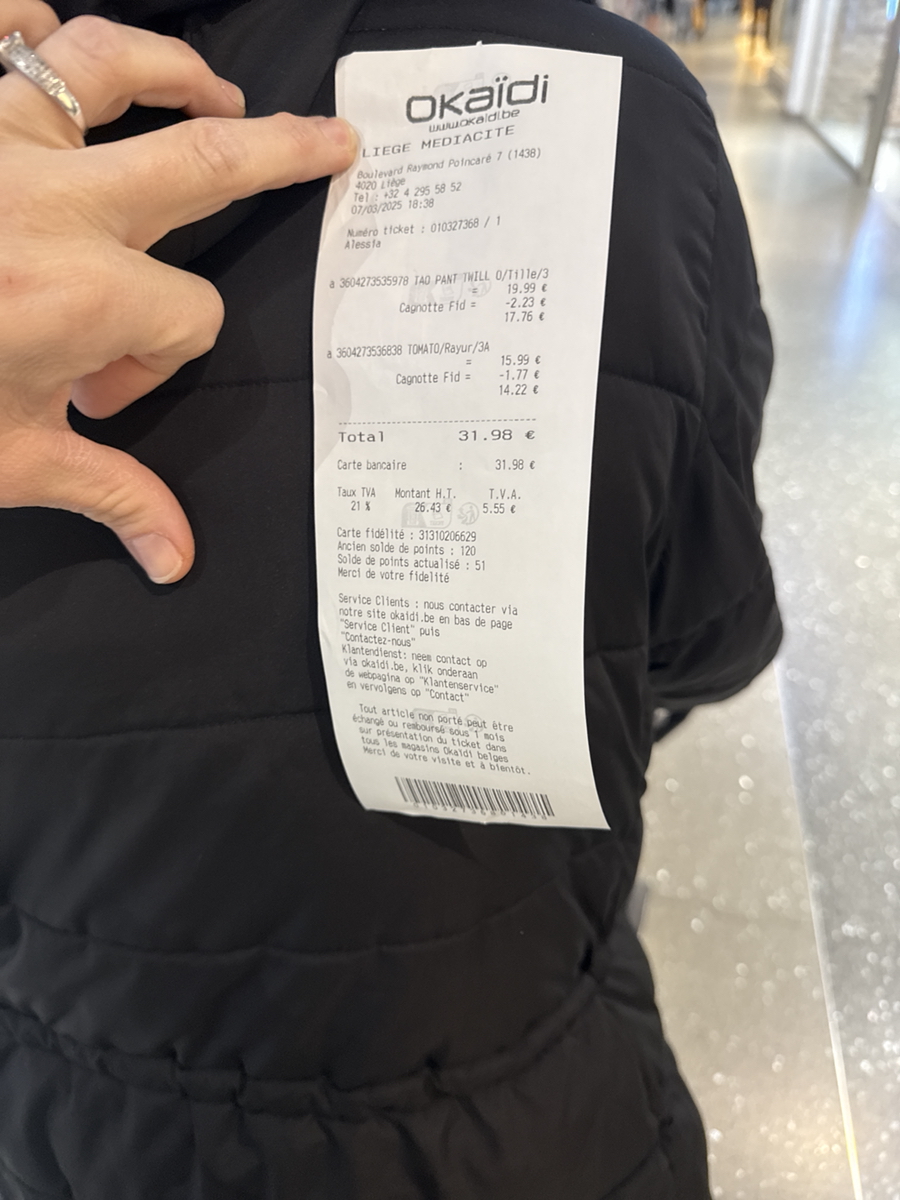 okaïdi
www.okaidi.be
LIEGE MEDIACITE
Boulevard Raymond Poincaré 7 (1438)
4020 Liège
Tel : +32 4 295 58 52
07/03/2025 18:38
Numéro ticket : 010327368 / 1
Alessia
a 3604273535978 TAO PANT TWILL O/Tille/3
= 19.99 €
Cagnotte Fid = -2.23 €
17.76 €
a 3604273536838 TOMATO/Rayur/3A
= 15.99 €
Cagnotte Fid = -1.77 €
14.22 €
Total 31.98 €
Carte bancaire : 31.98 €
Taux TVA Montant H.T. T.V.A.
21 % 26.43 € 5.55 €
Carte fidélité : 31310206629
Ancien solde de points : 120
Solde de points actualisé : 51
Merci de votre fidelité
Service Clients : nous contacter via
notre site okaidi.be en bas de page
"Service Client" puis
"Contactez-nous"
Klantendienst: neem contact op
via okaidi.be, klik onderaan
de webpagina op "Klantenservice"
en vervolgens op "Contact"
Tout article non porté peut être
échangé ou remboursé sous 1 mois
sur présentation du ticket dans
tous les magasins Okaïdi belges
Merci de votre visite et à bientôt.